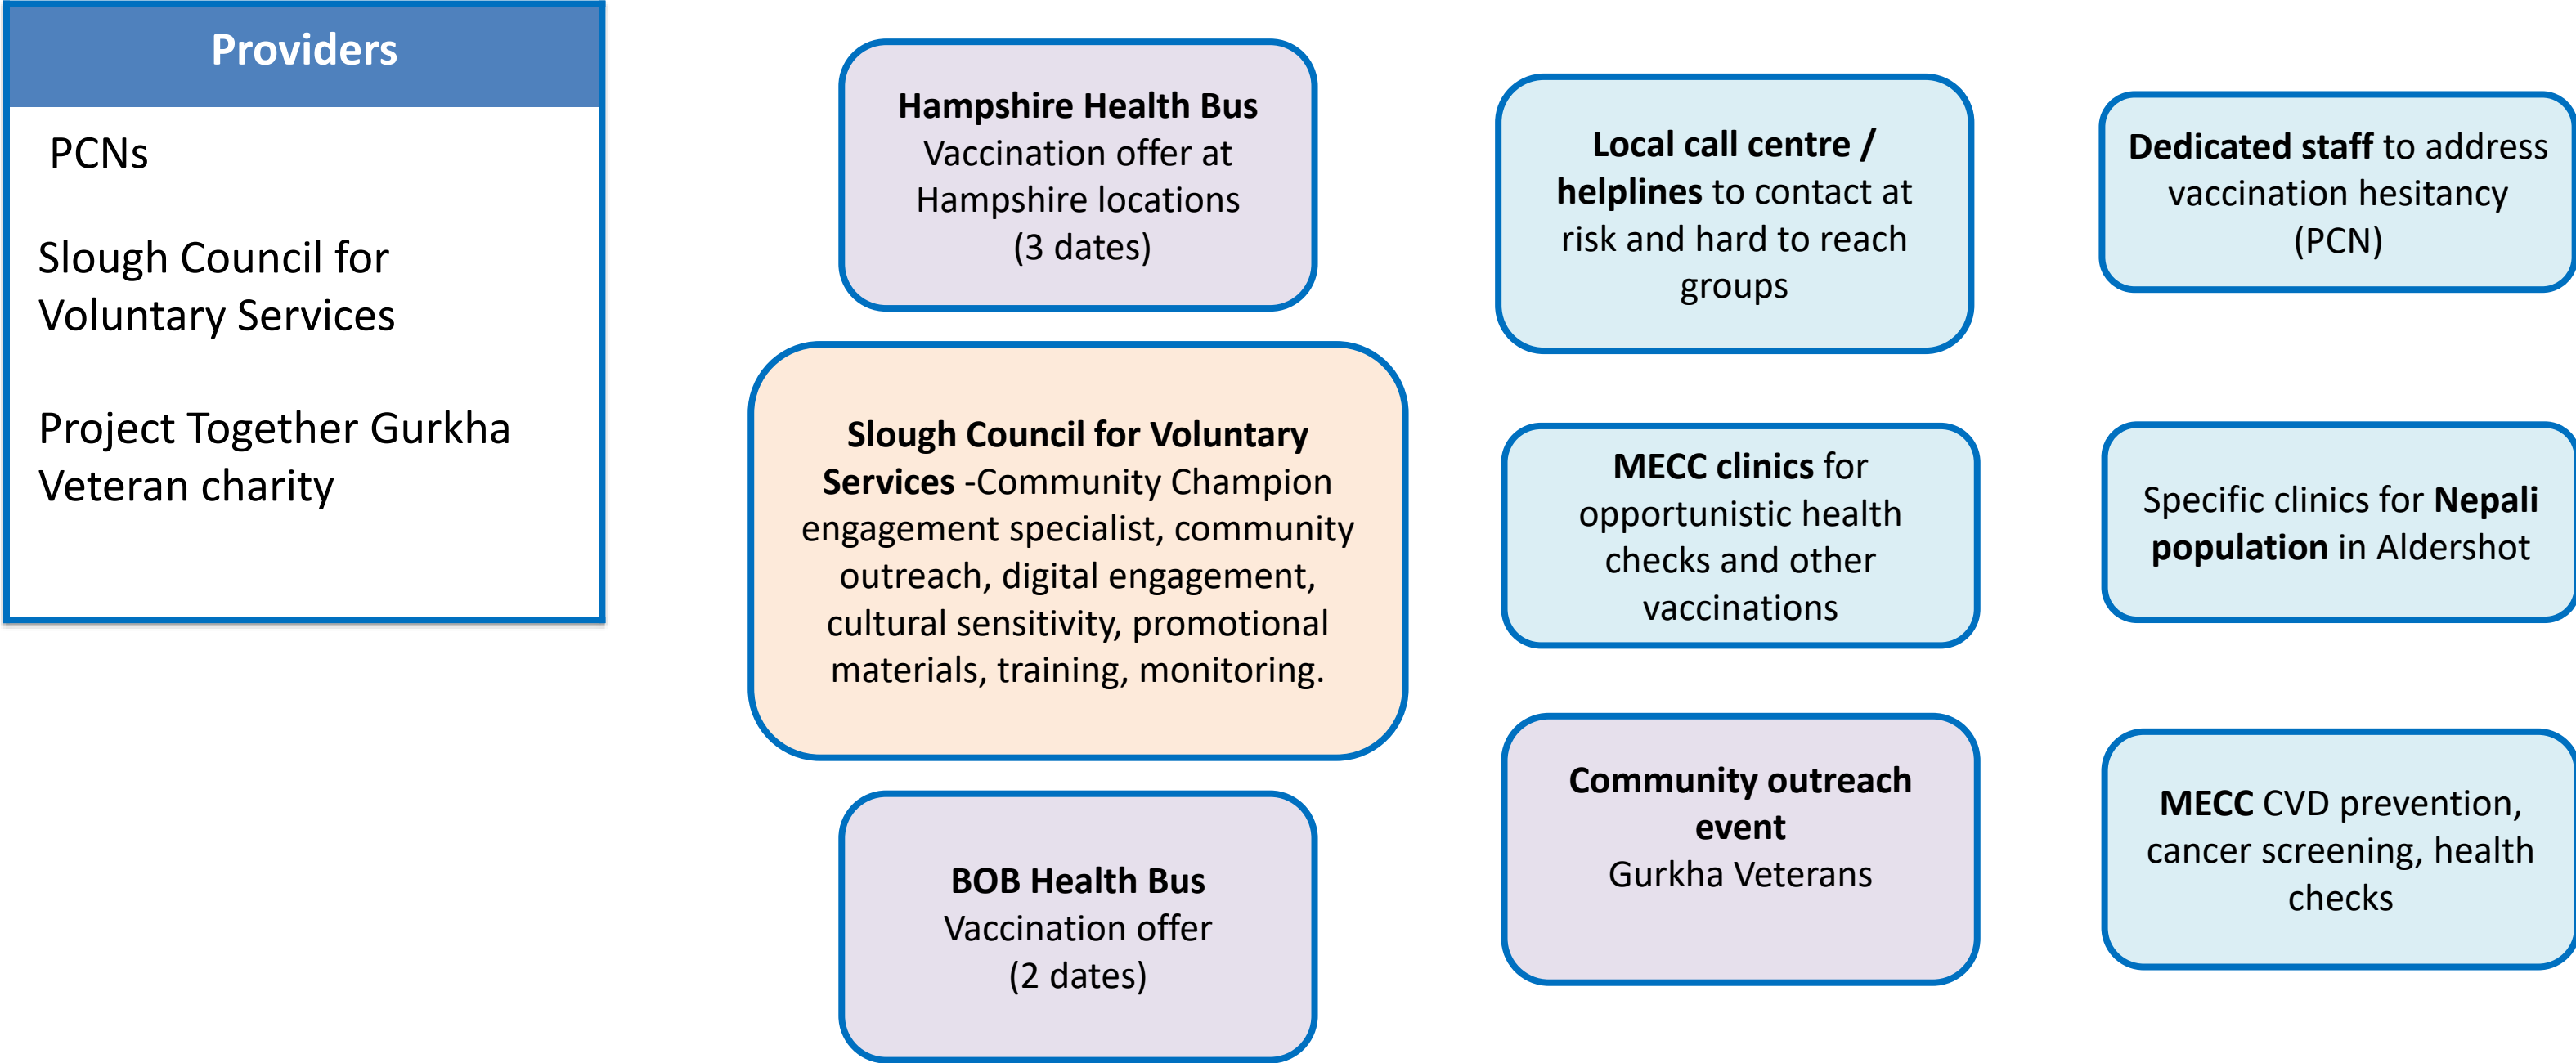 Providers
PCNs
Slough Council for
Voluntary Services
Project Together Gurkha
Veteran charity
Hampshire Health Bus
Vaccination offer at
Hampshire locations
(3 dates)
Slough Council for Voluntary
Services -Community Champion
engagement specialist, community
outreach, digital engagement,
cultural sensitivity, promotional
materials, training, monitoring.
BOB Health Bus
Vaccination offer
(2 dates)
Local call centre /
helplines to contact at
risk and hard to reach
groups
MECC clinics for
opportunistic health
checks and other
vaccinations
Community outreach
event
Gurkha Veterans
Dedicated staff to address
vaccination hesitancy
(PCN)
Specific clinics for Nepali
population in Aldershot
MECC CVD prevention,
cancer screening, health
checks